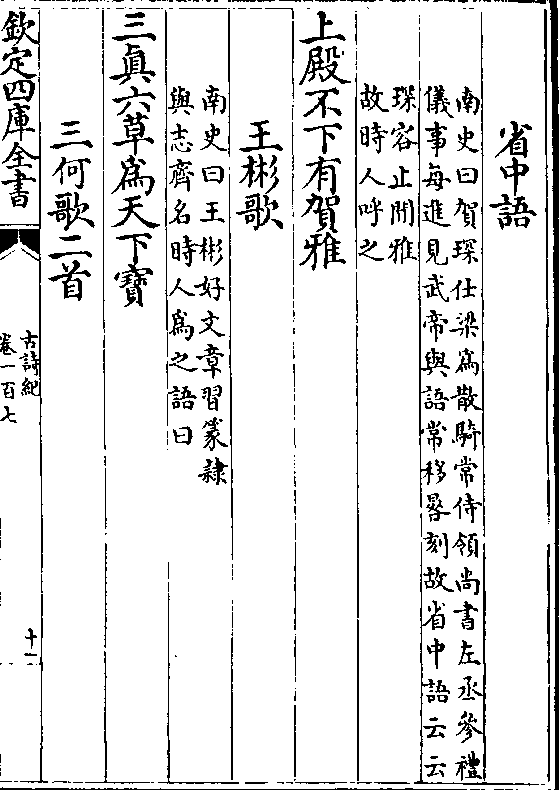 省中語
南史曰賀琛仕梁為散騎常侍領尚書左丞參禮
儀事每進見武帝與語常移晷刻故省中語云云
琛容止閒雅
故時人呼之
上殿不下有賀雅
王彬歌
南史曰王彬好文章習篆隸
與志齊名時人為之語曰
三真六草為天下寶
三何歌二首
欽定四庫全書
古詩紀
卷一百七
十一